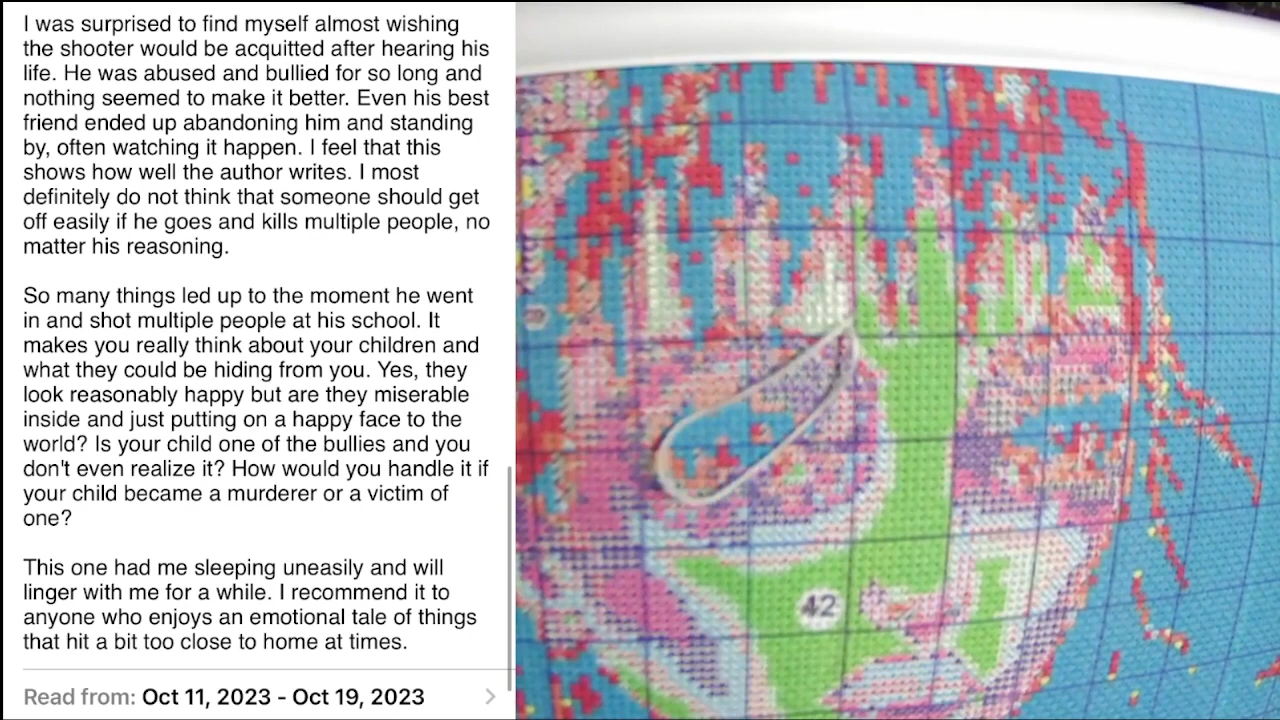 I was surprised to find myself almost wishing
the shooter would be acquitted after hearing his
life. He was abused and bullied for so long and
nothing seemed to make it better. Even his best
friend ended up abandoning him and standing
by, often watching it happen. I feel that this
shows how well the author writes. I most
definitely do not think that someone should get
off easily if he goes and kills multiple people, no
matter his reasoning.
So many things led up to the moment he went
in and shot multiple people at his school. It
makes you really think about your children and
what they could be hiding from you. Yes, they
look reasonably happy but are they miserable
inside and just putting on a happy face to the
world? Is your child one of the bullies and you
don't even realize it? How would you handle it if
your child became a murderer or a victim of
one?
This one had me sleeping uneasily and will
linger with me for a while. I recommend it to
anyone who enjoys an emotional tale of things
that hit a bit too close to home at times.
Read from: Oct 11, 2023 - Oct 19, 2023
42